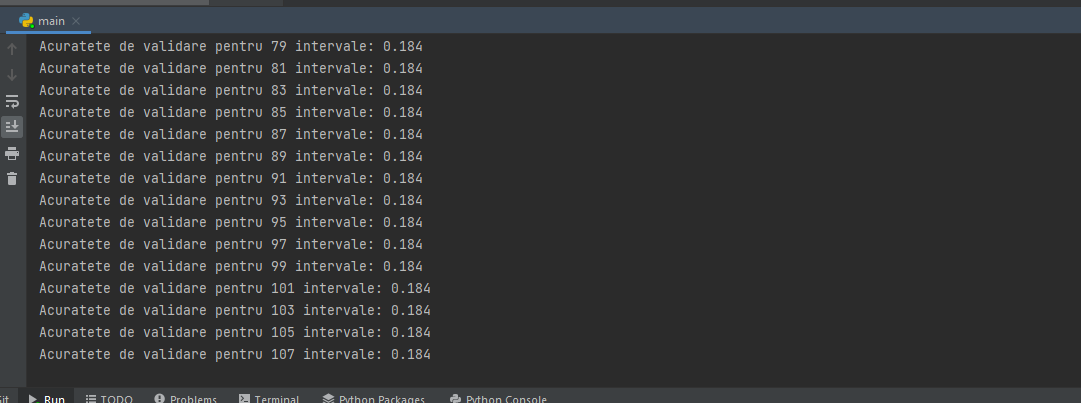 main
Acuratete de validare pentru 79 intervale: 0.184
Acuratete de validare pentru 81 intervale: 0.184
Acuratete de validare pentru 83 intervale: 0.184
Acuratete de validare pentru 85 intervale: 0.184
Acuratete de validare pentru 87 intervale: 0.184
Acuratete de validare pentru 89 intervale: 0.184
Acuratete de validare pentru 91 intervale: 0.184
Acuratete de validare pentru 93 intervale: 0.184
Acuratete de validare pentru 95 intervale: 0.184
Acuratete de validare pentru 97 intervale: 0.184
Acuratete de validare pentru 99 intervale: 0.184
Acuratete de validare pentru 101 intervale: 0.184
Acuratete de validare pentru 103 intervale: 0.184
Acuratete de validare pentru 105 intervale: 0.184
Acuratete de validare pentru 107 intervale: 0.184
Run TODO Problems Terminal Python Packages Python Console